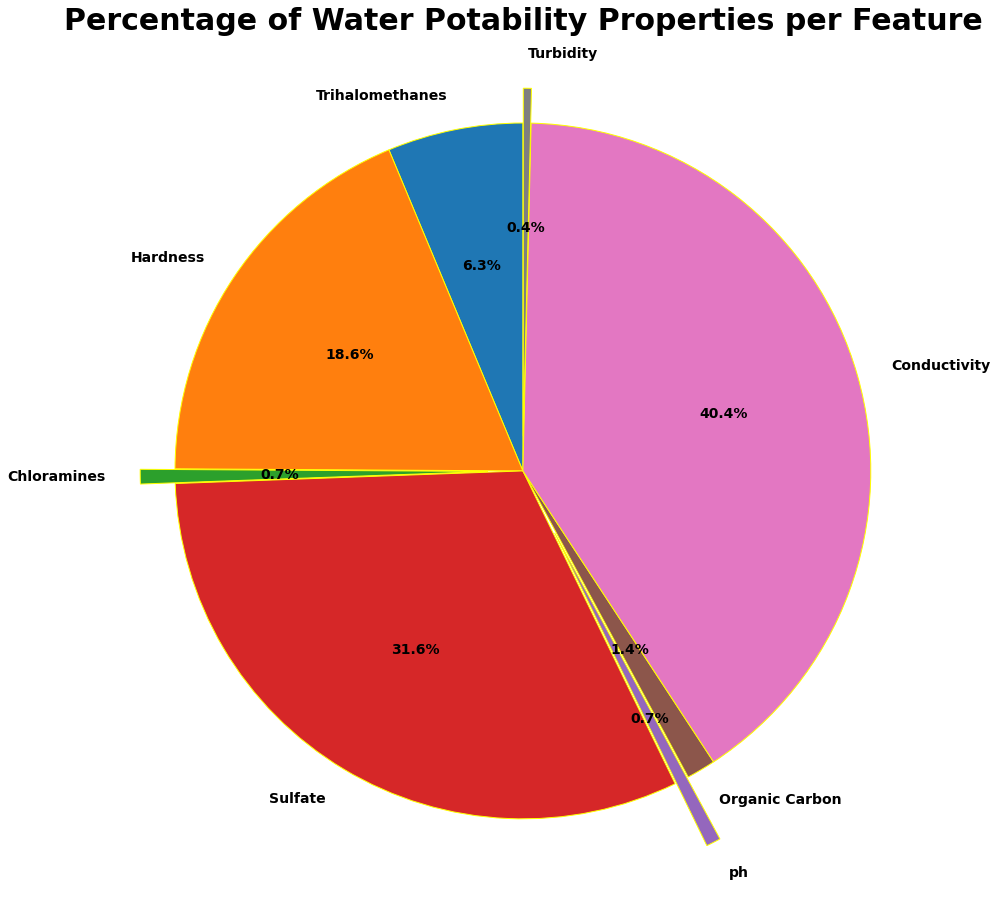 Percentage of Water Potability Properties per Feature
Turbidity
Trihalomethanes
0.4%
Hardness
6.3%
18.6%
Conductivity
40.4%
Chloramines
0.7%
31.6%
1.4%
0.7%
Sulfate
Organic Carbon
ph